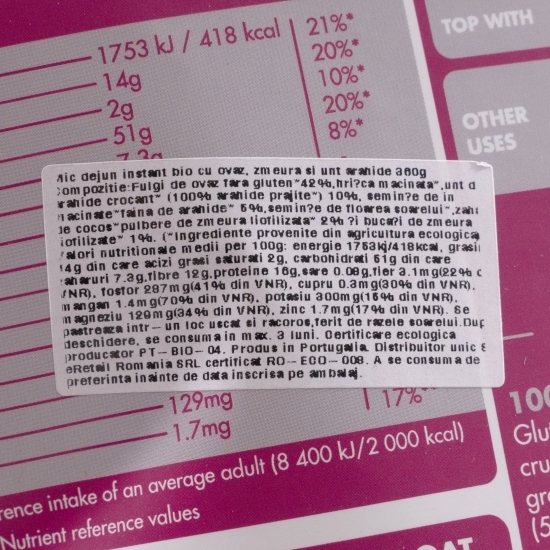 1753 kJ / 418 kcal 21%*
14g 20%*
2g 10%*
51g 20%*
7.3g 8%*
TOP WITH
OTHER
USES
Mic dejun instant bio cu ovaz, zmeura si unt arahide 360g
Compozitie:Fulgi de ovaz fara gluten*42%,hri?ca macinata*,unt d
arahide crocant* (100% arahide prajite*) 10%, semin?e de in
macinate*faina de arahide* 5%,semin?e de floarea soarelui*,zah
de cocos*pulbere de zmeura liofilizata* 2% ?i buca?i de zmeura
liofilizate* 1%. (*ingrediente provenite din agricultura ecologica
Valori nutritionale medii per 100g: energie 1753kj/418Kcal, grasi
14g din care acizi grasi saturati 2g, carbohidrati 51g din care
zaharuri 7.3g,fibre 12g,proteine 16g,sare 0.08g,fier 3.1mg(22% d
VNR), fosfor 287mg(41% din VNR), cupru 0.3mg(30% din VNR),
mangan 1.4mg(70% din VNR), potasiu 300mg(15% din VNR),
magneziu 129mg(34% din VNR), zinc 1.7mg(17% din VNR). Se
pastreaza intr-un loc uscat si racoros,ferit de razele soarelui.Dup
deschidere, se consuma in max. 3 luni. Certificare ecologica
producator PT-BIO-04. Produs in Portugalia. Distribuitor unic S
eRetail Romania SRL certificat RO-ECO-008. A se consuma de
preferinta inainte de data inscrisa pe ambalaj.
129mg 17%*
1.7mg
rence intake of an average adult (8 400 kJ/2 000 kcal)
Nutrient reference values
100
Glu
cru
gr
(5
OAT